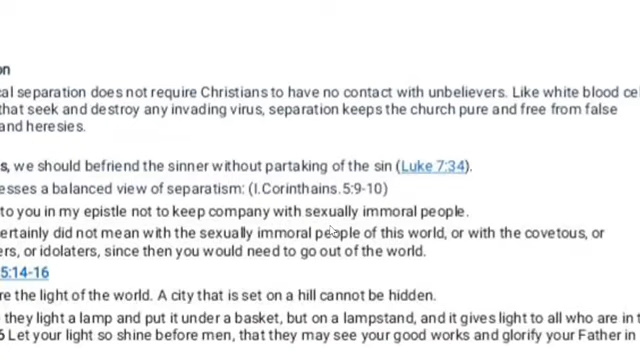 on
al separation does not require Christians to have no contact with unbelievers. Like white blood cel
that seek and destroy any invading virus, separation keeps the church pure and free from false
and heresies.
s, we should befriend the sinner without partaking of the sin (Luke 7:34).
esses a balanced view of separatism: (I.Corinthains.5:9-10)
to you in my epistle not to keep company with sexually immoral people.
ertainly did not mean with the sexually immoral people of this world, or with the covetous, or
ers, or idolaters, since then you would need to go out of the world.
5:14-16
re the light of the world. A city that is set on a hill cannot be hidden.
they light a lamp and put it under a basket, but on a lampstand, and it gives light to all who are in t
6 Let your light so shine before men, that they may see your good works and glorify your Father in